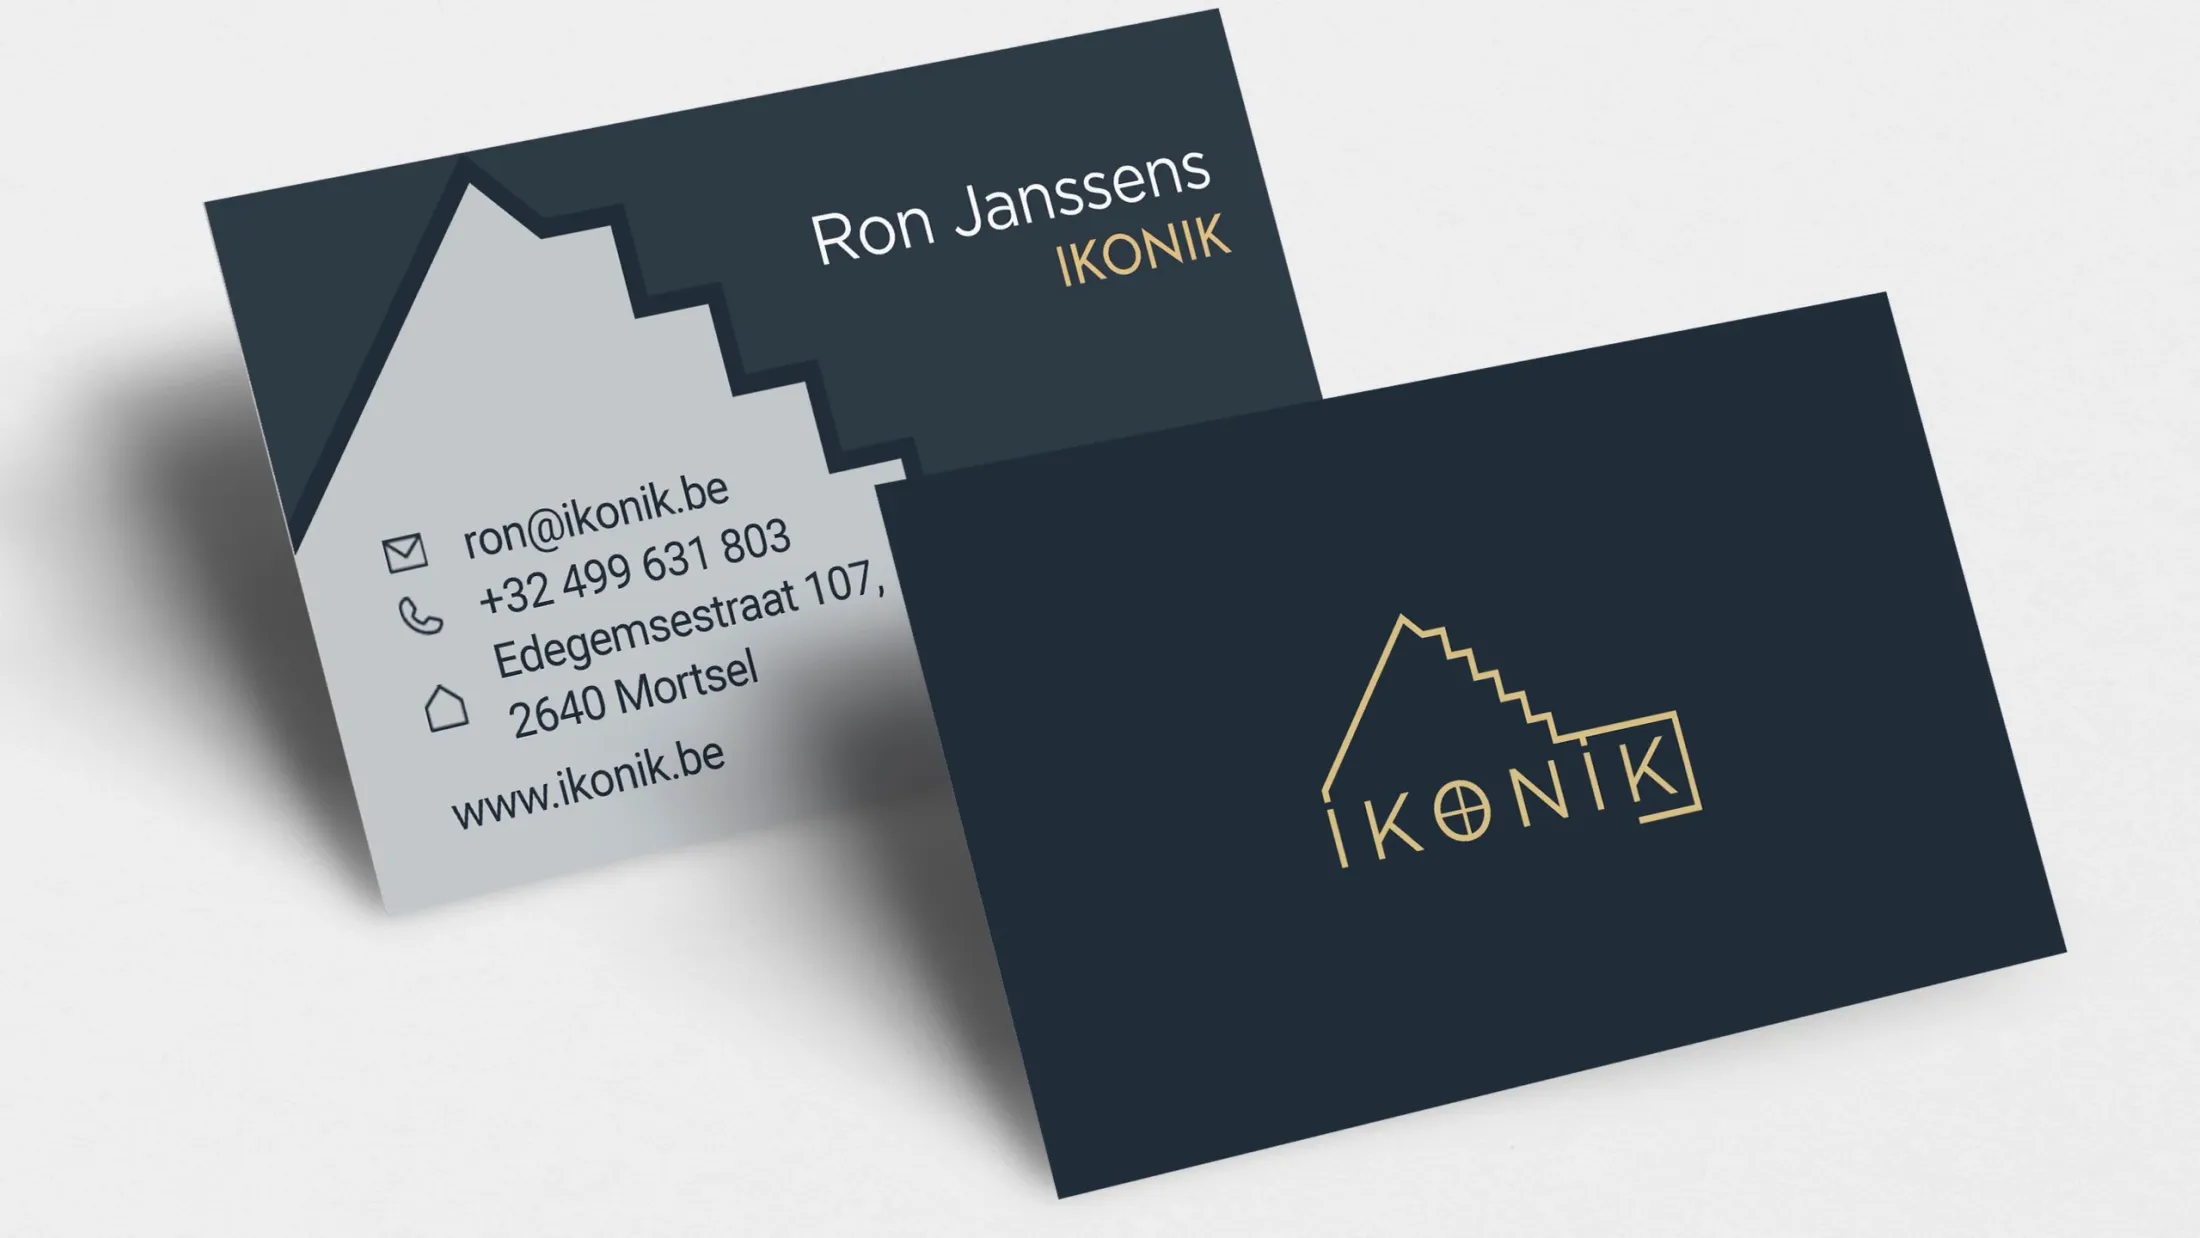 Ron Janssens
IKONIK
ron@ikonik.be
+32 499 631 803
Edegemsestraat 107,
2640 Mortsel
www.ikonik.be
iKONiK